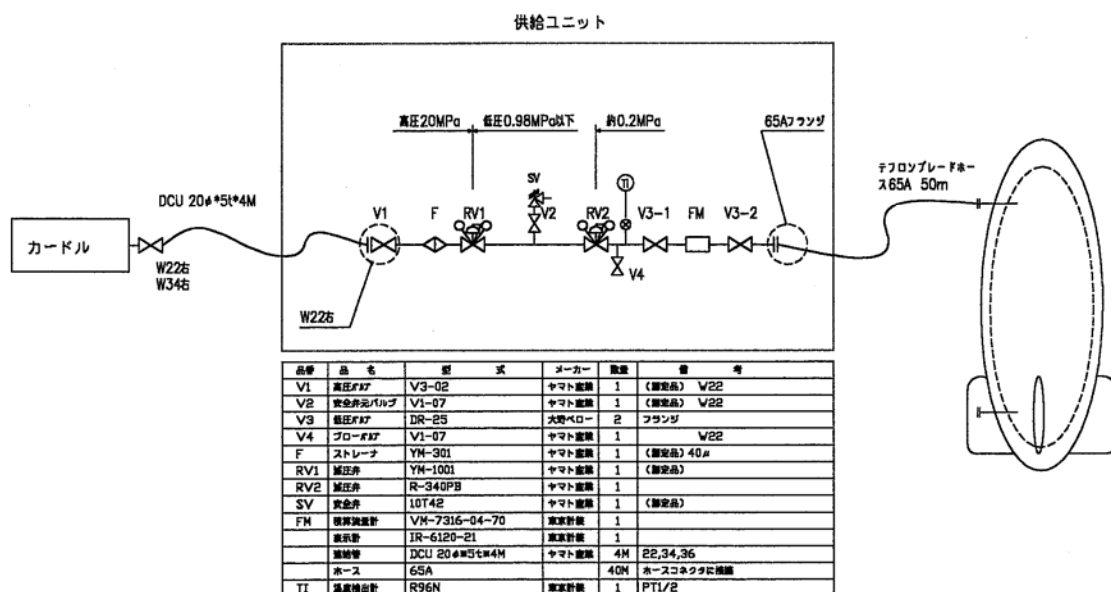 供給ユニット
高圧20MPa
低圧0.98MPa以下
約0.2MPa
65Aフランジ
テフロンブレードホー
ス65A 50m
DCU 20φ*5t*4M
カードル
W22右
W34右
V1
F
RV1
SV
V2
RV2
TI
V3-1
FM
V3-2
V4
W22右
品番 品名 型式 メーカー 数量 備考
V1 高圧バルブ V3-02 ヤマト産業 1 (認定品) W22
V2 安全弁元バルブ V1-07 ヤマト産業 1 (認定品) W22
V3 低圧バルブ DR-25 大野ベロー 2 フランジ
V4 ブローバルブ V1-07 ヤマト産業 1 W22
F ストレーナ YM-301 ヤマト産業 1 (認定品) 40μ
RV1 減圧弁 YM-1001 ヤマト産業 1 (認定品)
RV2 減圧弁 R-340PB ヤマト産業 1
SV 安全弁 10T42 ヤマト産業 1 (認定品)
FM 積算流量計 VM-7316-04-70 東京計装 1
表示計 IR-6120-21 東京計装 1
連結管 DCU 20φ*5t*4M ヤマト産業 4M 22,34,36
ホース 65A 40M ホースコネクタに接続
TI 温度検出計 R96N 東京計装 1 PT1/2